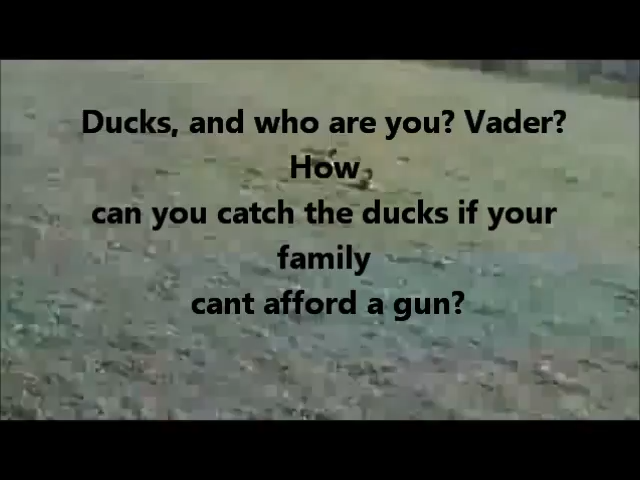 Ducks, and who are you? Vader?
How
can you catch the ducks if your
family
cant afford a gun?